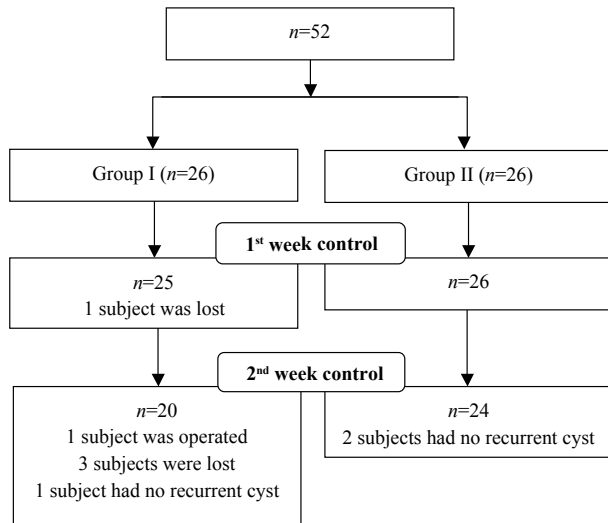 n=52
Group I (n=26)
Group II (n=26)
1st week control
n=25
1 subject was lost
n=26
2nd week control
n=20
1 subject was operated
3 subjects were lost
1 subject had no recurrent cyst
n=24
2 subjects had no recurrent cyst